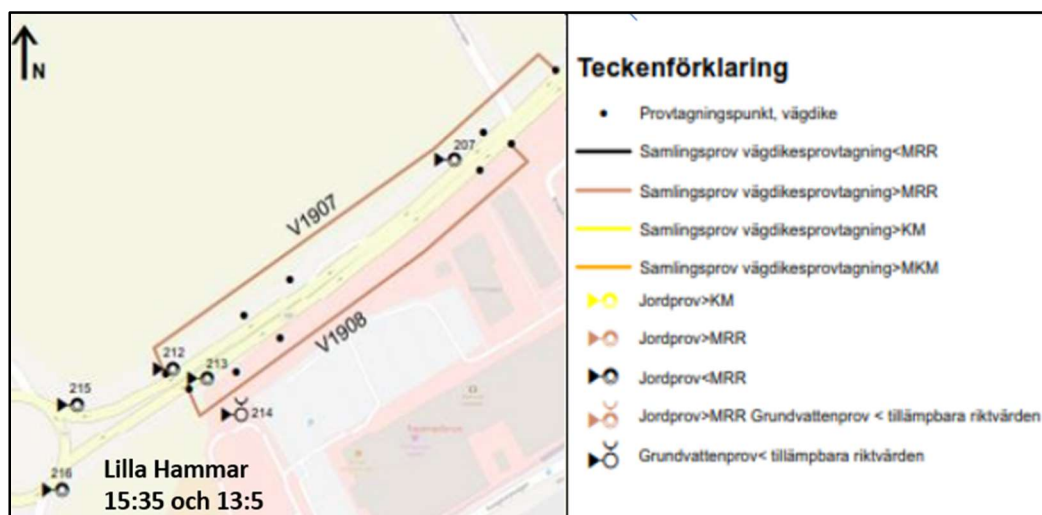 N
207
V1907
212
213
V1908
215
214
216
Lilla Hammar
15:35 och 13:5
Teckenförklaring
Provtagningspunkt, vägdike
Samlingsprov vägdikesprovtagning<MRR
Samlingsprov vägdikesprovtagning>MRR
Samlingsprov vägdikesprovtagning>KM
Samlingsprov vägdikesprovtagning>MKM
Jordprov>KM
Jordprov>MRR
Jordprov<MRR
Jordprov>MRR Grundvattenprov < tillämpbara riktvärden
Grundvattenprov< tillämpbara riktvärden